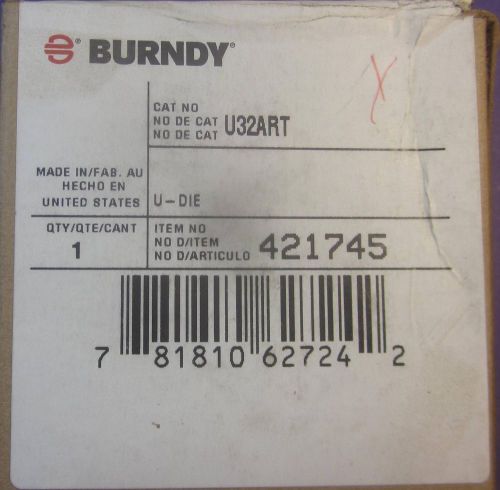 BURNDY®
CAT NO
NO DE CAT
NO DE CAT U32ART
MADE IN/FAB. AU
HECHO EN
UNITED STATES
U-DIE
QTY/QTE/CANT
1
ITEM NO
NO D/ITEM
NO D/ARTICULO 421745
7 81810 62724 2
X